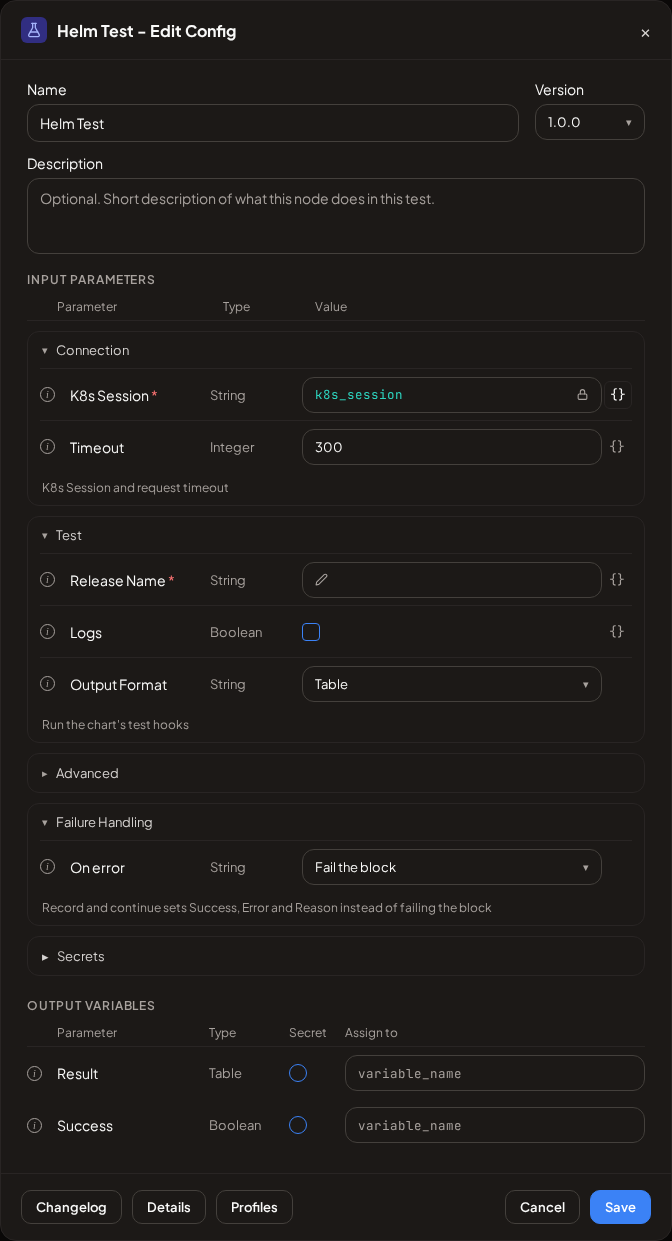 Helm Test – Edit Config
×
Name
Version
Helm Test
1.0.0
Description
Optional. Short description of what this node does in this test.
INPUT PARAMETERS
Parameter Type Value
Connection
K8s Session * String k8s_session {}
Timeout Integer 300 {}
K8s Session and request timeout
Test
Release Name * String {}
Logs Boolean {}
Output Format String Table
Run the chart's test hooks
Advanced
Failure Handling
On error String Fail the block
Record and continue sets Success, Error and Reason instead of failing the block
Secrets
OUTPUT VARIABLES
Parameter Type Secret Assign to
Result Table variable_name
Success Boolean variable_name
Changelog Details Profiles Cancel Save